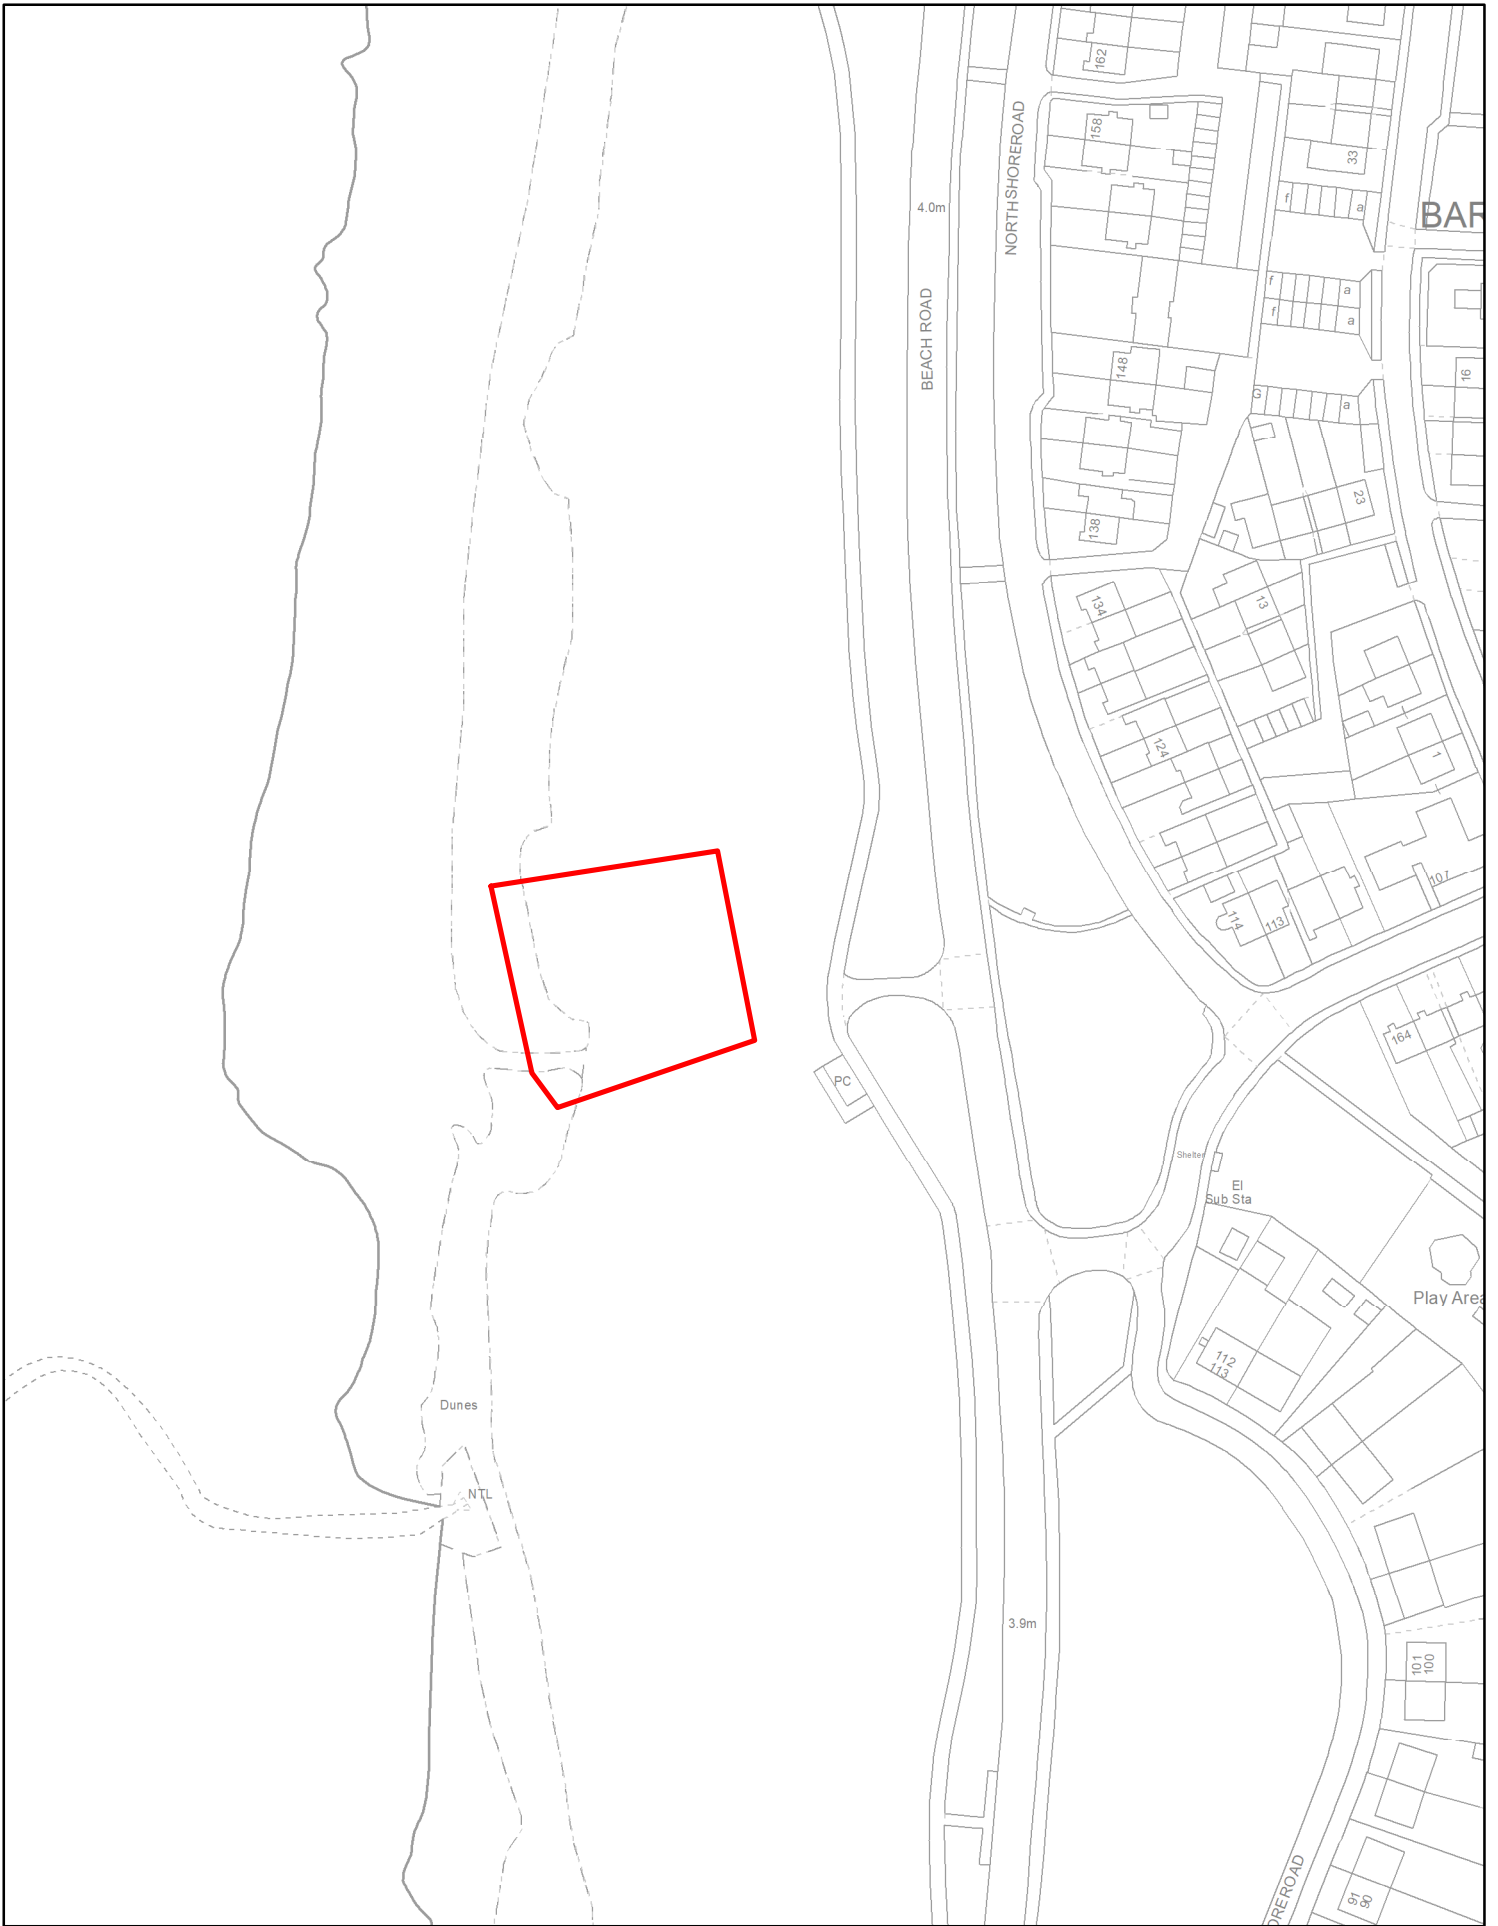 162
158
33
NORTH SHORE ROAD
4.0m
f
a
BAR
f
a
f
a
BEACH ROAD
148
16
G
a
23
138
134
13
124
1
107
114
113
164
PC
Shelter
El
Sub Sta
Play Area
112
113
Dunes
NTL
3.9m
101
100
OREROAD
91
90